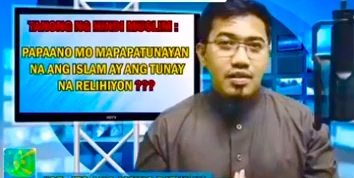 TANONG NG HINDI MUSLIM :
PAPAANO MO MAPAPATUNAYAN
NA ANG ISLAM AY ANG TUNAY
NA RELIHIYON ???